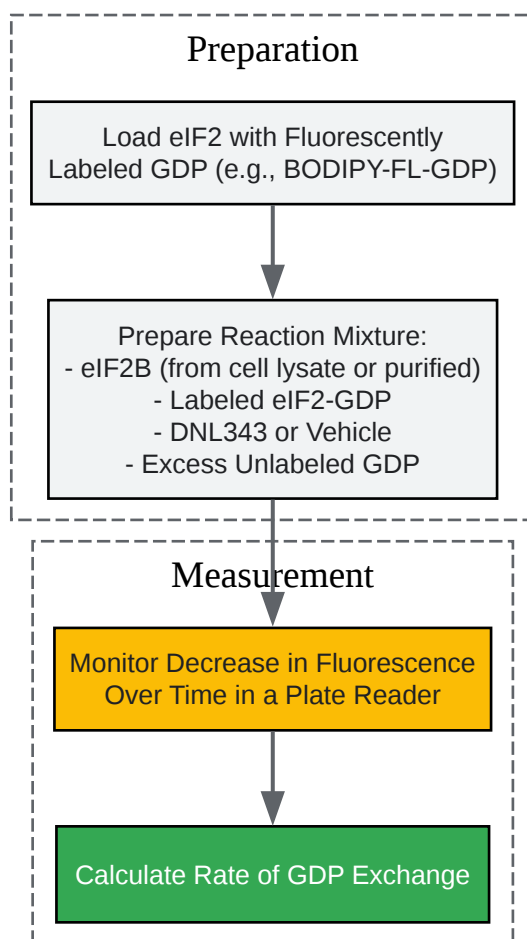 Preparation
Load eIF2 with Fluorescently
Labeled GDP (e.g., BODIPY-FL-GDP)
Prepare Reaction Mixture:
- eIF2B (from cell lysate or purified)
- Labeled eIF2-GDP
- DNL343 or Vehicle
- Excess Unlabeled GDP
Measurement
Monitor Decrease in Fluorescence
Over Time in a Plate Reader
Calculate Rate of GDP Exchange